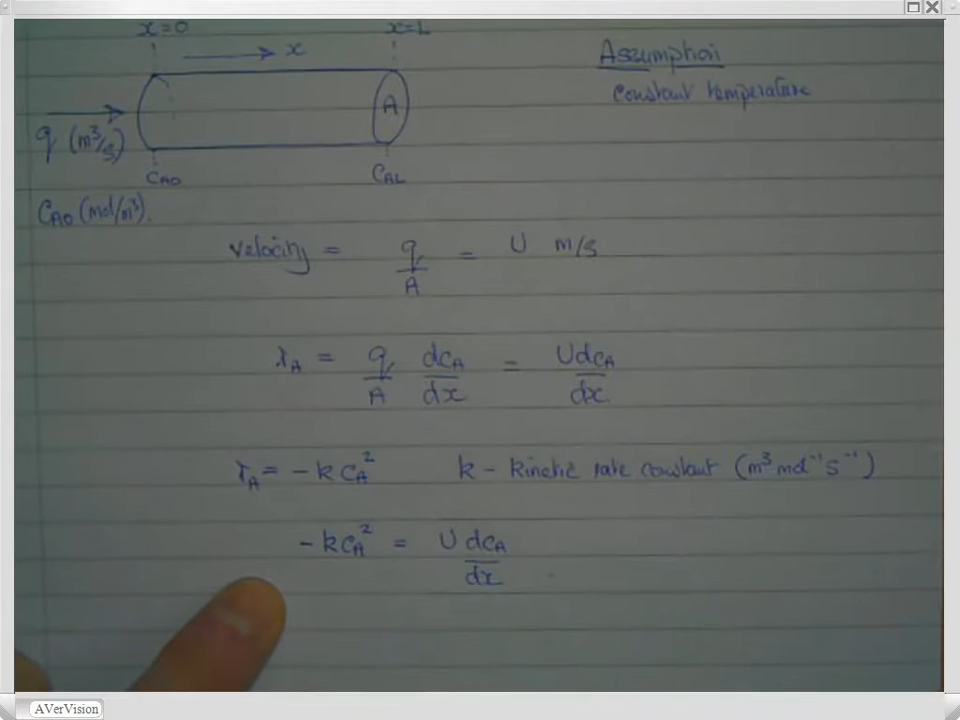 x=0 x=L
x
Assumption
constant temperature
A
q (m³/s)
CA0 CAL
CA0 (mol/m³).
velocity = q/A = U m/s
rA = q/A dCA/dx = U dCA/dx
rA = -k CA² k - kinetic rate constant (m³ mol⁻¹ s⁻¹)
-kCA² = U dCA/dx
AVerVision